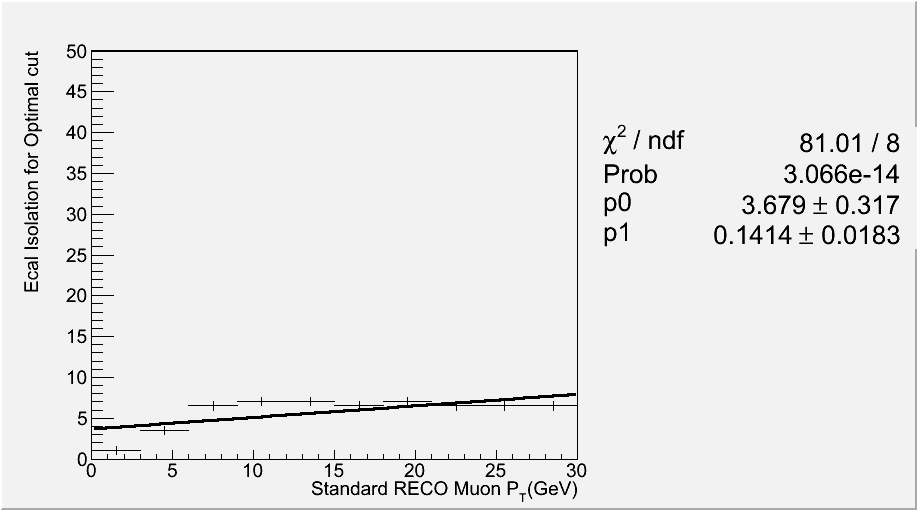 Ecal Isolation for Optimal cut
50
45
40
35
30
25
20
15
10
5
0
0 5 10 15 20 25 30
Standard RECO Muon P_T(GeV)
χ² / ndf 81.01 / 8
Prob 3.066e-14
p0 3.679 ± 0.317
p1 0.1414 ± 0.0183